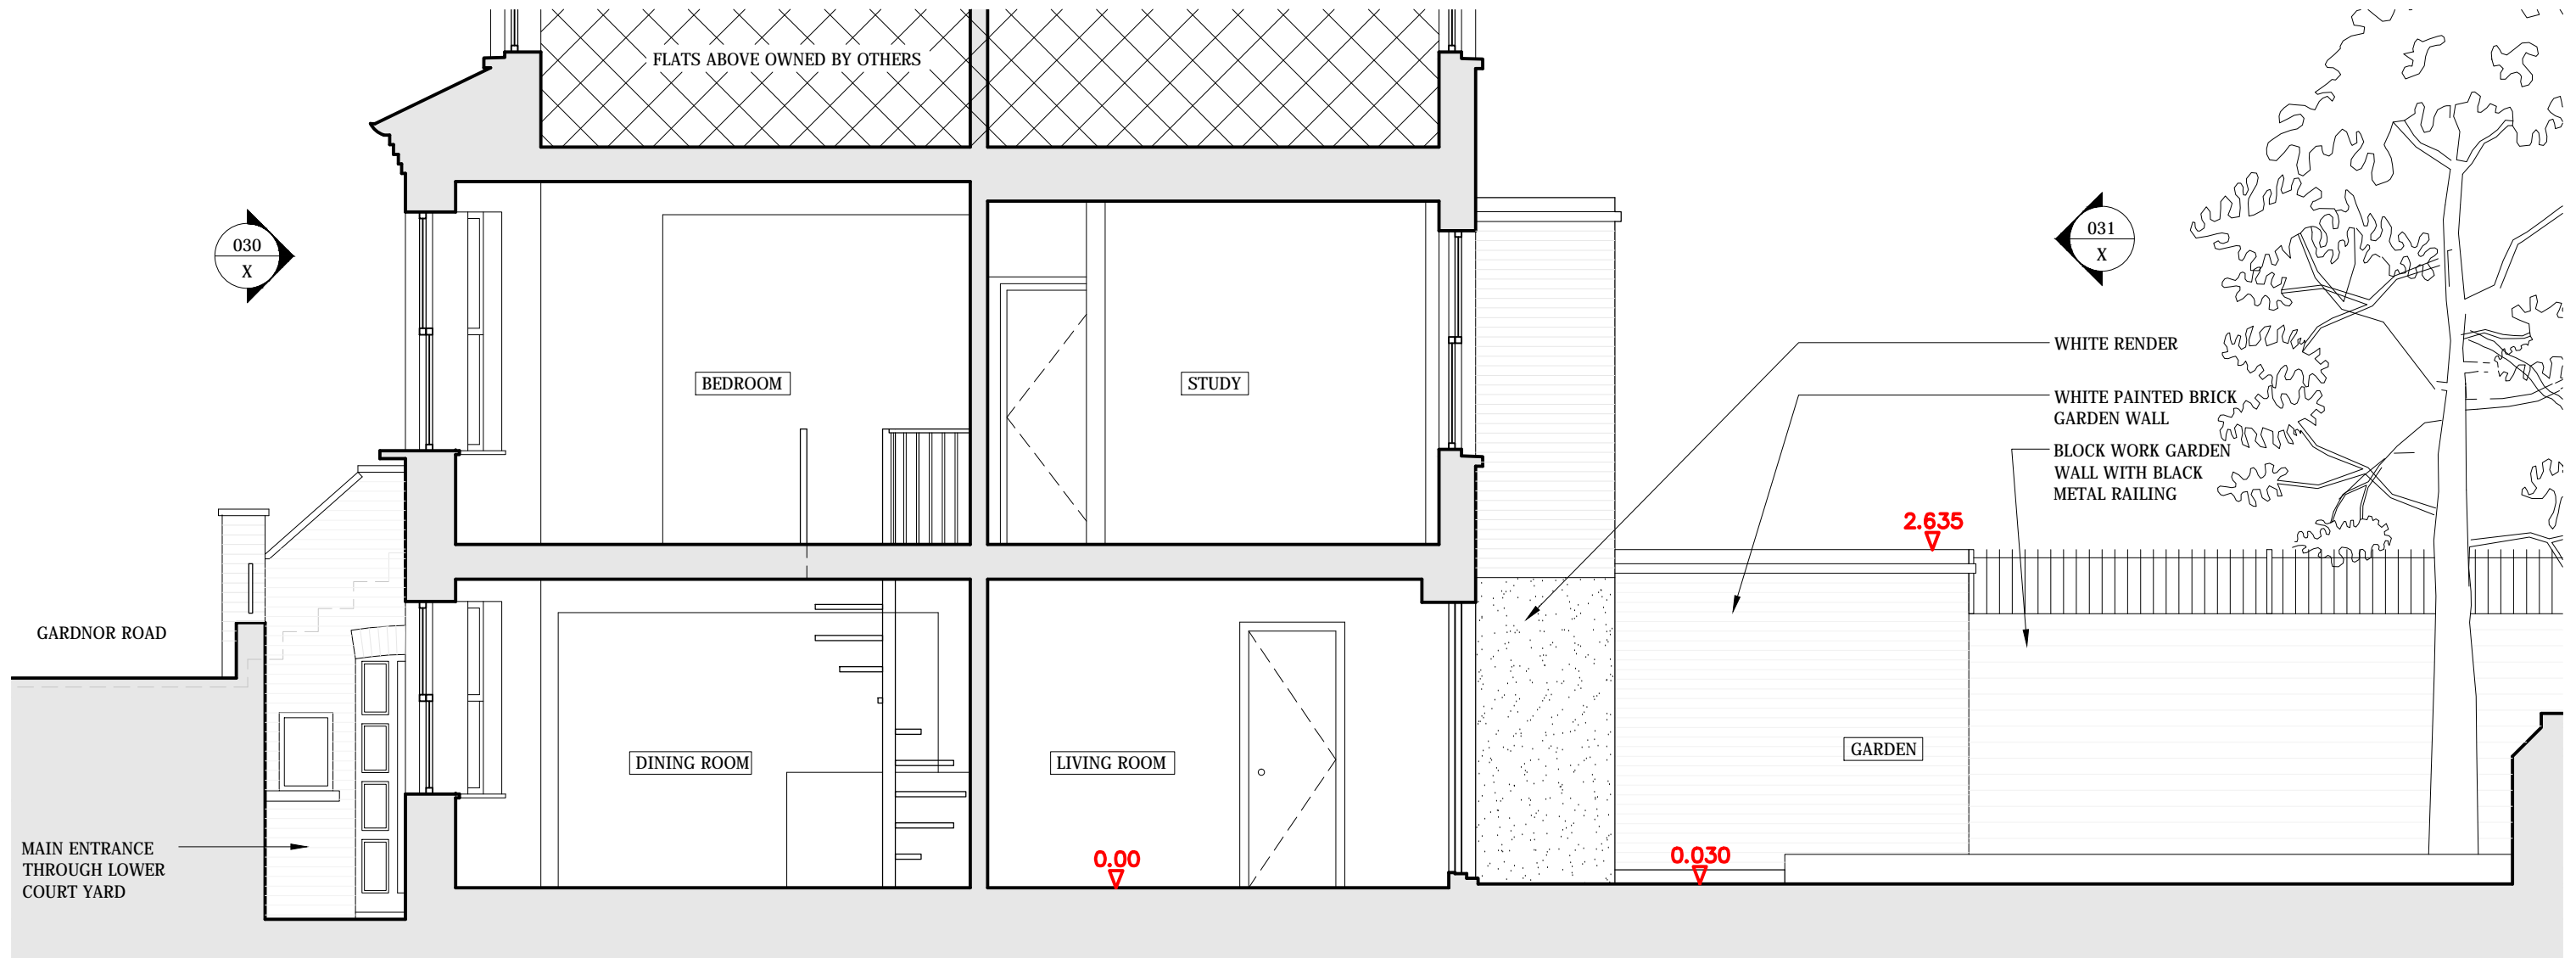 FLATS ABOVE OWNED BY OTHERS
030
X
031
X
WHITE RENDER
BEDROOM
STUDY
WHITE PAINTED BRICK
GARDEN WALL
BLOCK WORK GARDEN
WALL WITH BLACK
METAL RAILING
2.635
GARDNOR ROAD
DINING ROOM
LIVING ROOM
GARDEN
MAIN ENTRANCE
THROUGH LOWER
COURT YARD
0.00
0.030